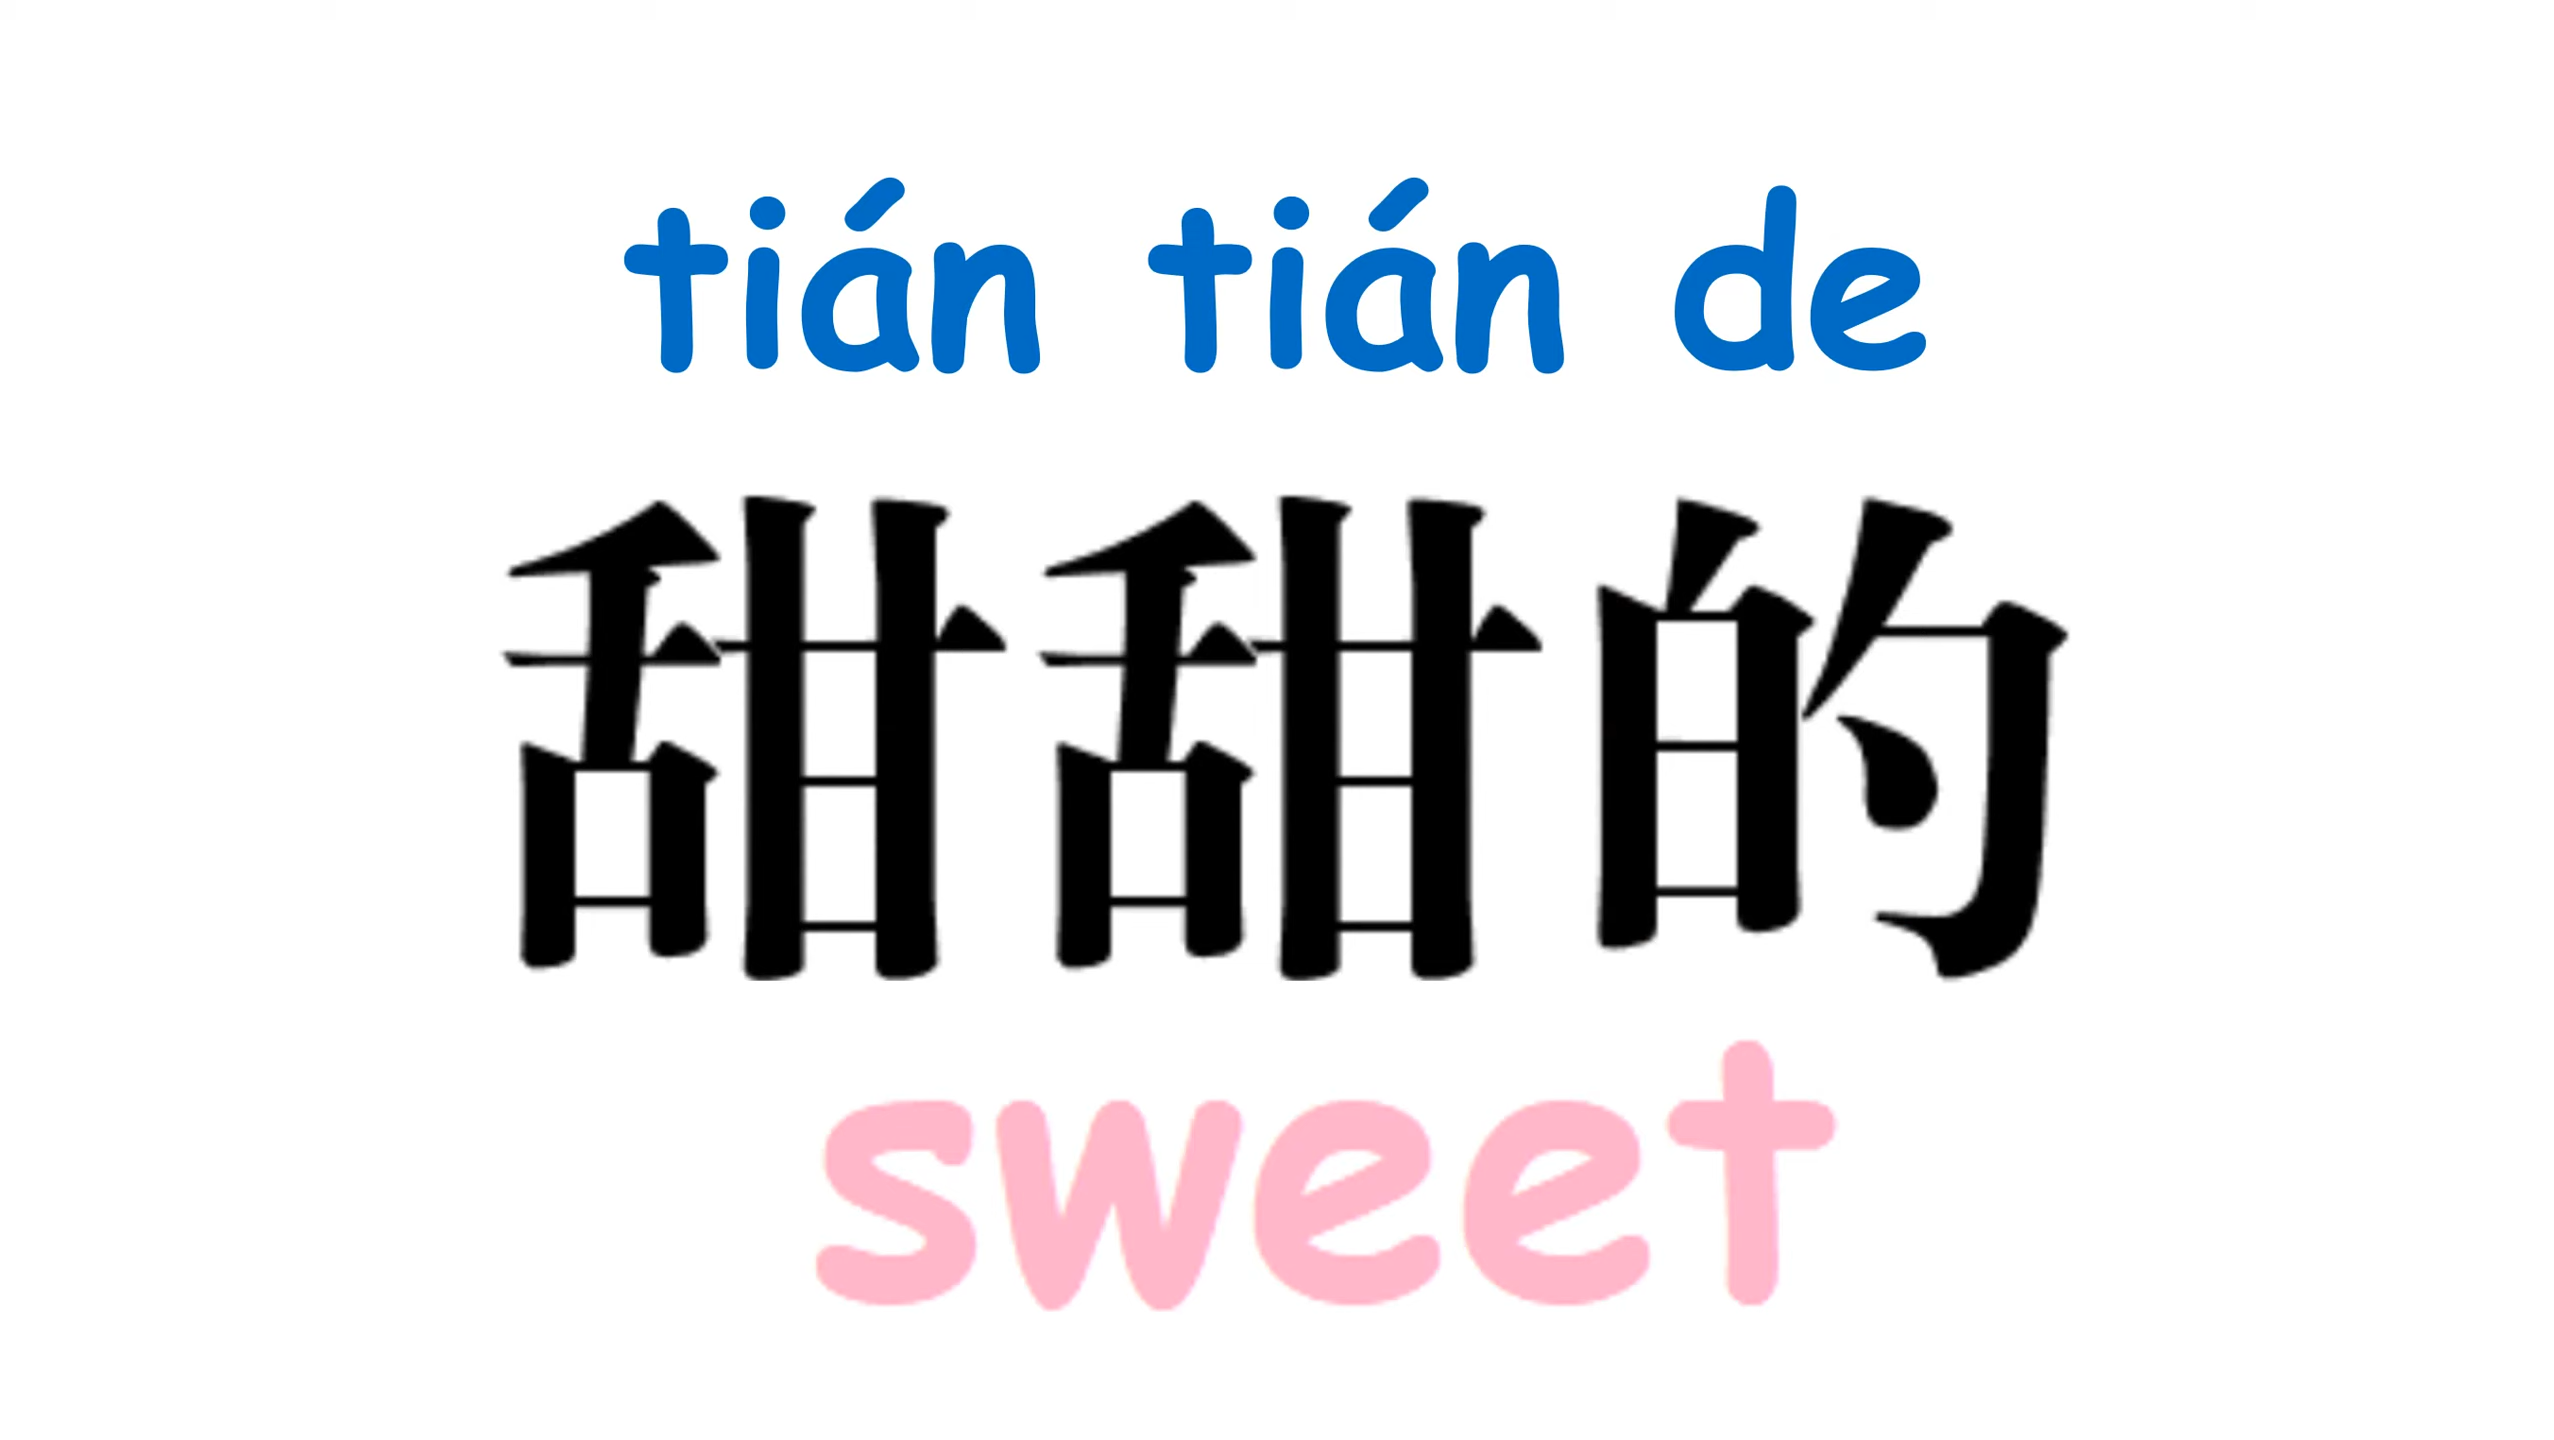 tián tián de
甜甜的
sweet